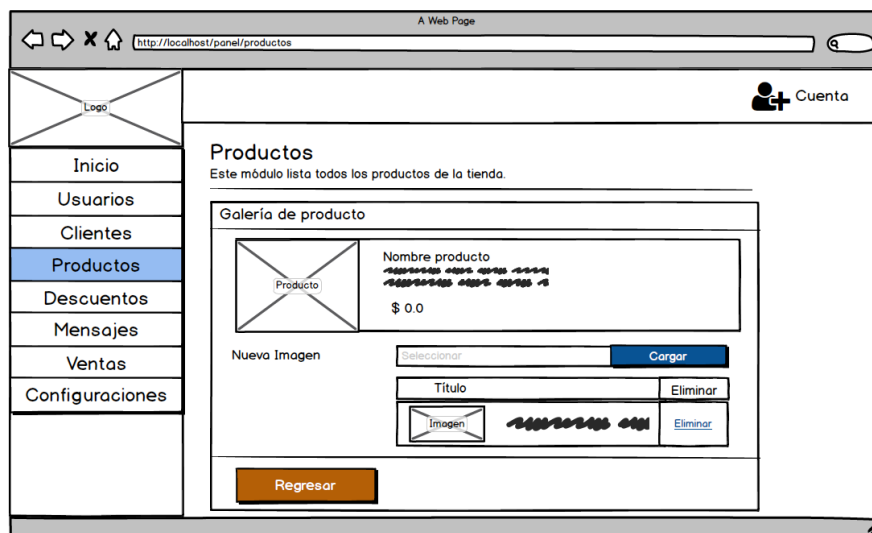 A Web Page
http://localhost/panel/productos
Logo
Cuenta
Inicio
Usuarios
Clientes
Productos
Descuentos
Mensajes
Ventas
Configuraciones
Productos
Este módulo lista todos los productos de la tienda.
Galería de producto
Producto
Nombre producto
$ 0.0
Nueva Imagen
Seleccionar
Cargar
Título
Eliminar
Imagen
Eliminar
Regresar